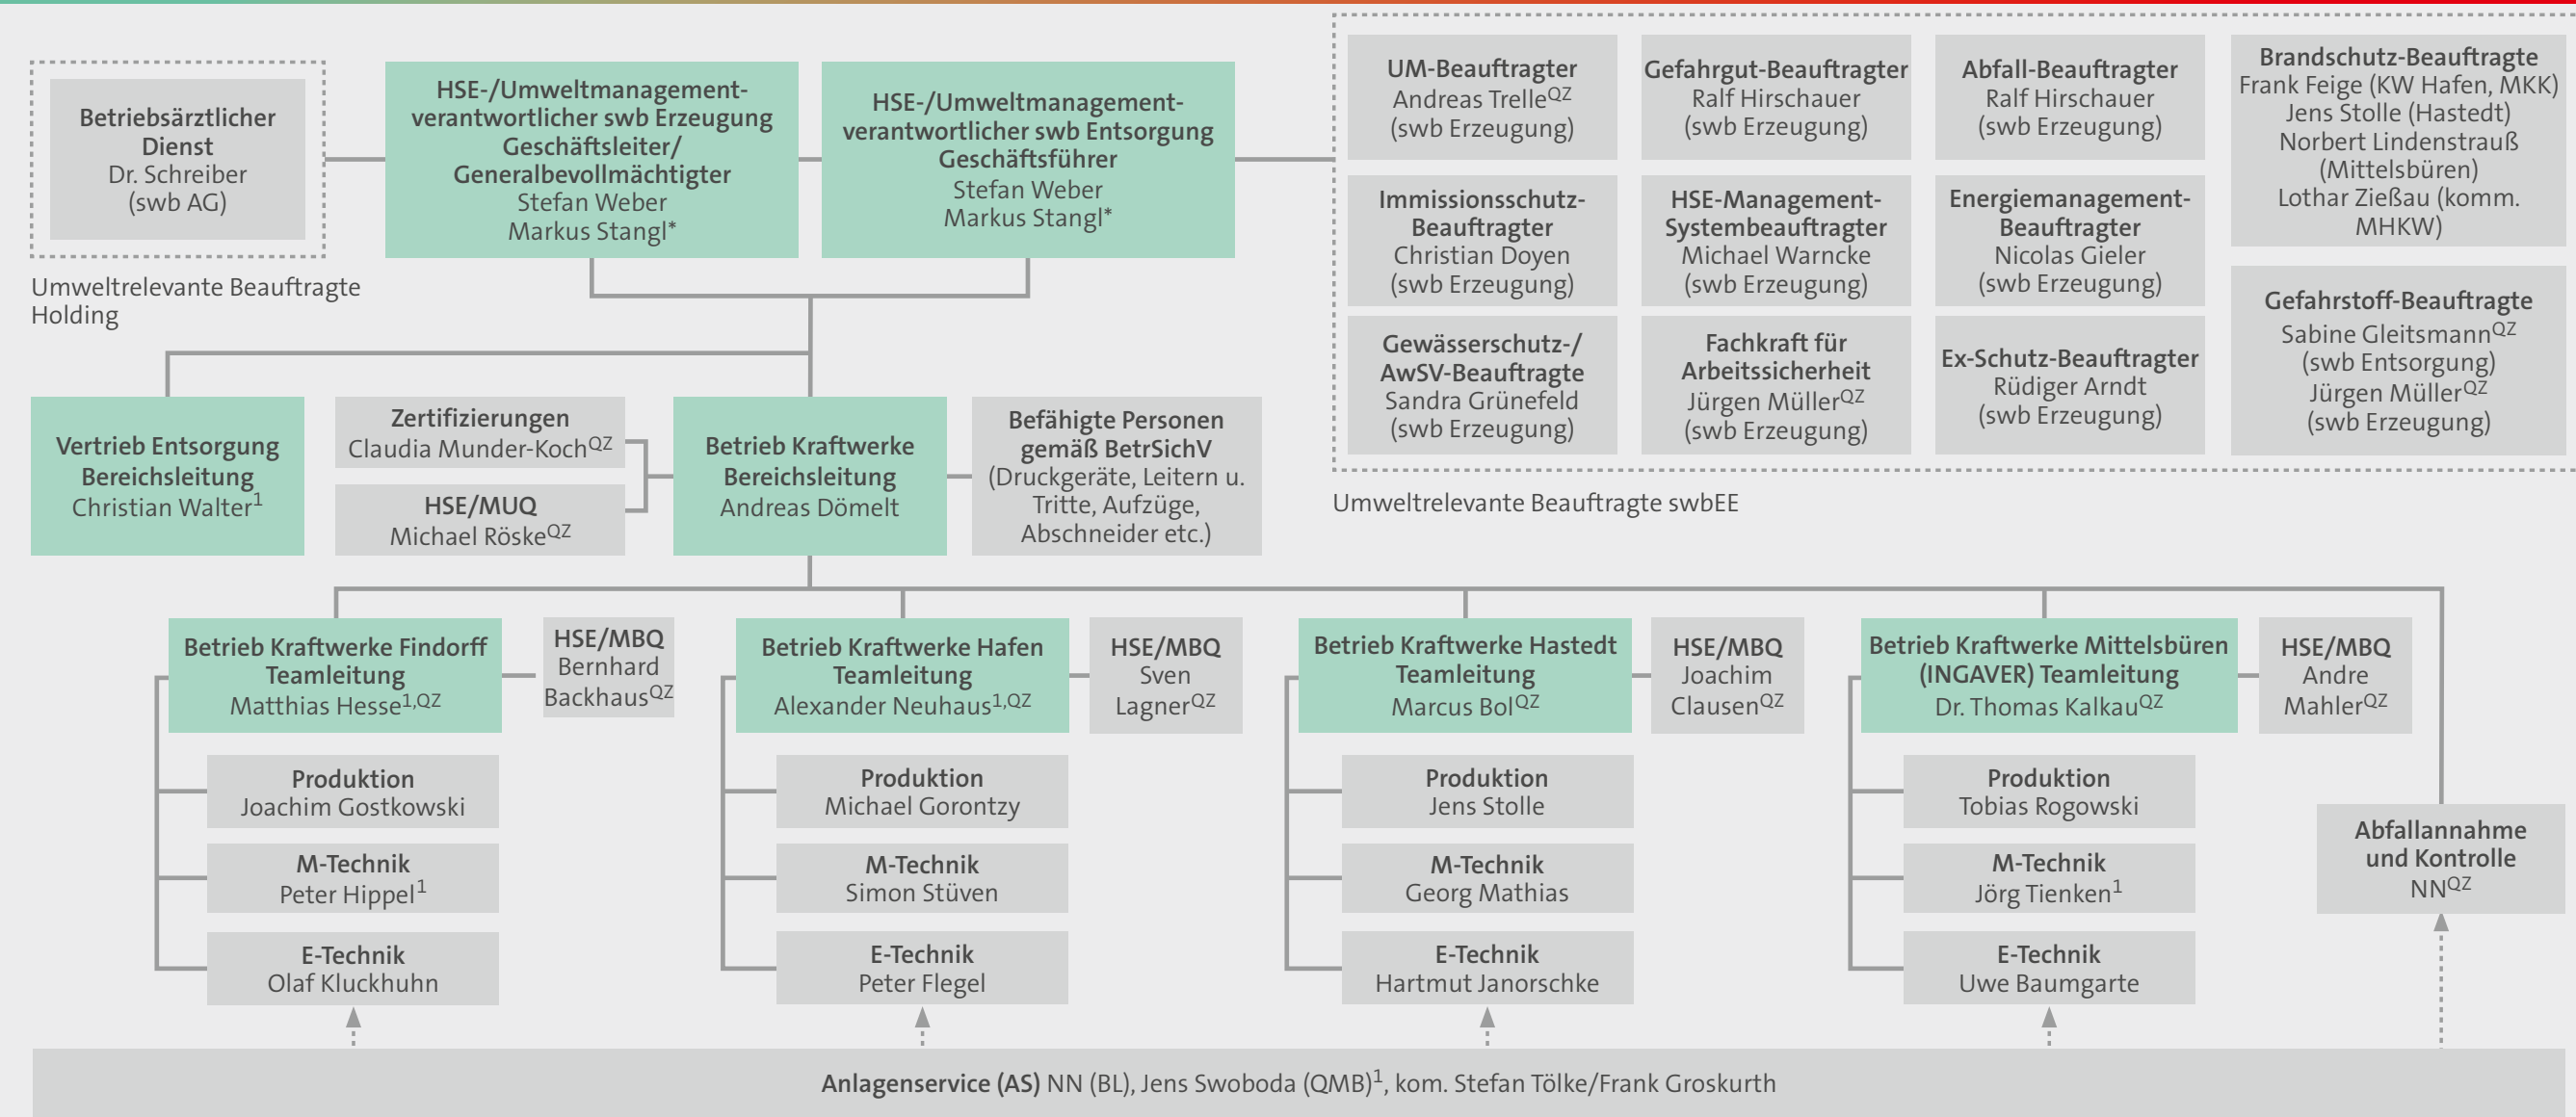 Betriebsärztlicher
Dienst
Dr. Schreiber
(swb AG)
Umweltrelevante Beauftragte
Holding
HSE-/Umweltmanagement-
verantwortlicher swb Erzeugung
Geschäftsleiter/
Generalbevollmächtigter
Stefan Weber
Markus Stangl*
HSE-/Umweltmanagement-
verantwortlicher swb Entsorgung
Geschäftsführer
Stefan Weber
Markus Stangl*
UM-Beauftragter
Andreas TrelleQZ
(swb Erzeugung)
Gefahrgut-Beauftragter
Ralf Hirschauer
(swb Erzeugung)
Abfall-Beauftragter
Ralf Hirschauer
(swb Erzeugung)
Brandschutz-Beauftragte
Frank Feige (KW Hafen, MKK)
Jens Stolle (Hastedt)
Norbert Lindenstrauß
(Mittelsbüren)
Lothar Zießau (komm.
MHKW)
Immissionsschutz-
Beauftragter
Christian Doyen
(swb Erzeugung)
HSE-Management-
Systembeauftragter
Michael Warncke
(swb Erzeugung)
Energiemanagement-
Beauftragter
Nicolas Gieler
(swb Erzeugung)
Gefahrstoff-Beauftragte
Sabine GleitsmannQZ
(swb Entsorgung)
Jürgen MüllerQZ
(swb Erzeugung)
Gewässerschutz-/
AwSV-Beauftragte
Sandra Grünefeld
(swb Erzeugung)
Fachkraft für
Arbeitssicherheit
Jürgen MüllerQZ
(swb Erzeugung)
Ex-Schutz-Beauftragter
Rüdiger Arndt
(swb Erzeugung)
Umweltrelevante Beauftragte swbEE
Vertrieb Entsorgung
Bereichsleitung
Christian Walter1
Zertifizierungen
Claudia Munder-KochQZ
HSE/MUQ
Michael RöskeQZ
Betrieb Kraftwerke
Bereichsleitung
Andreas Dömelt
Befähigte Personen
gemäß BetrSichV
(Druckgeräte, Leitern u.
Tritte, Aufzüge,
Abschneider etc.)
Betrieb Kraftwerke Findorff
Teamleitung
Matthias Hesse1,QZ
HSE/MBQ
Bernhard
BackhausQZ
Produktion
Joachim Gostkowski
M-Technik
Peter Hippel1
E-Technik
Olaf Kluckhuhn
Betrieb Kraftwerke Hafen
Teamleitung
Alexander Neuhaus1,QZ
HSE/MBQ
Sven
LagnerQZ
Produktion
Michael Gorontzy
M-Technik
Simon Stüven
E-Technik
Peter Flegel
Betrieb Kraftwerke Hastedt
Teamleitung
Marcus BolQZ
HSE/MBQ
Joachim
ClausenQZ
Produktion
Jens Stolle
M-Technik
Georg Mathias
E-Technik
Hartmut Janorschke
Betrieb Kraftwerke Mittelsbüren
(INGAVER) Teamleitung
Dr. Thomas KalkauQZ
HSE/MBQ
Andre
MahlerQZ
Produktion
Tobias Rogowski
M-Technik
Jörg Tienken1
E-Technik
Uwe Baumgarte
Abfallannahme
und Kontrolle
NNQZ
Anlagenservice (AS) NN (BL), Jens Swoboda (QMB)1, kom. Stefan Tölke/Frank Groskurth